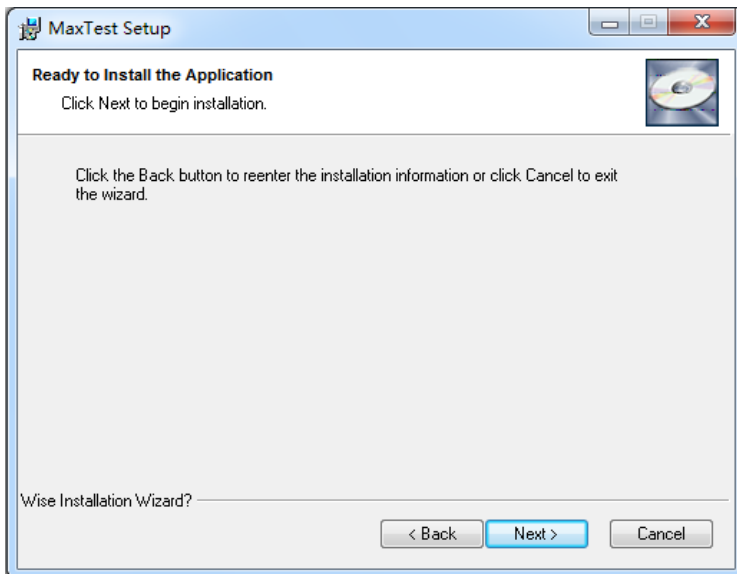 MaxTest Setup
Ready to Install the Application
Click Next to begin installation.
Click the Back button to reenter the installation information or click Cancel to exit
the wizard.
Wise Installation Wizard?
< Back Next > Cancel